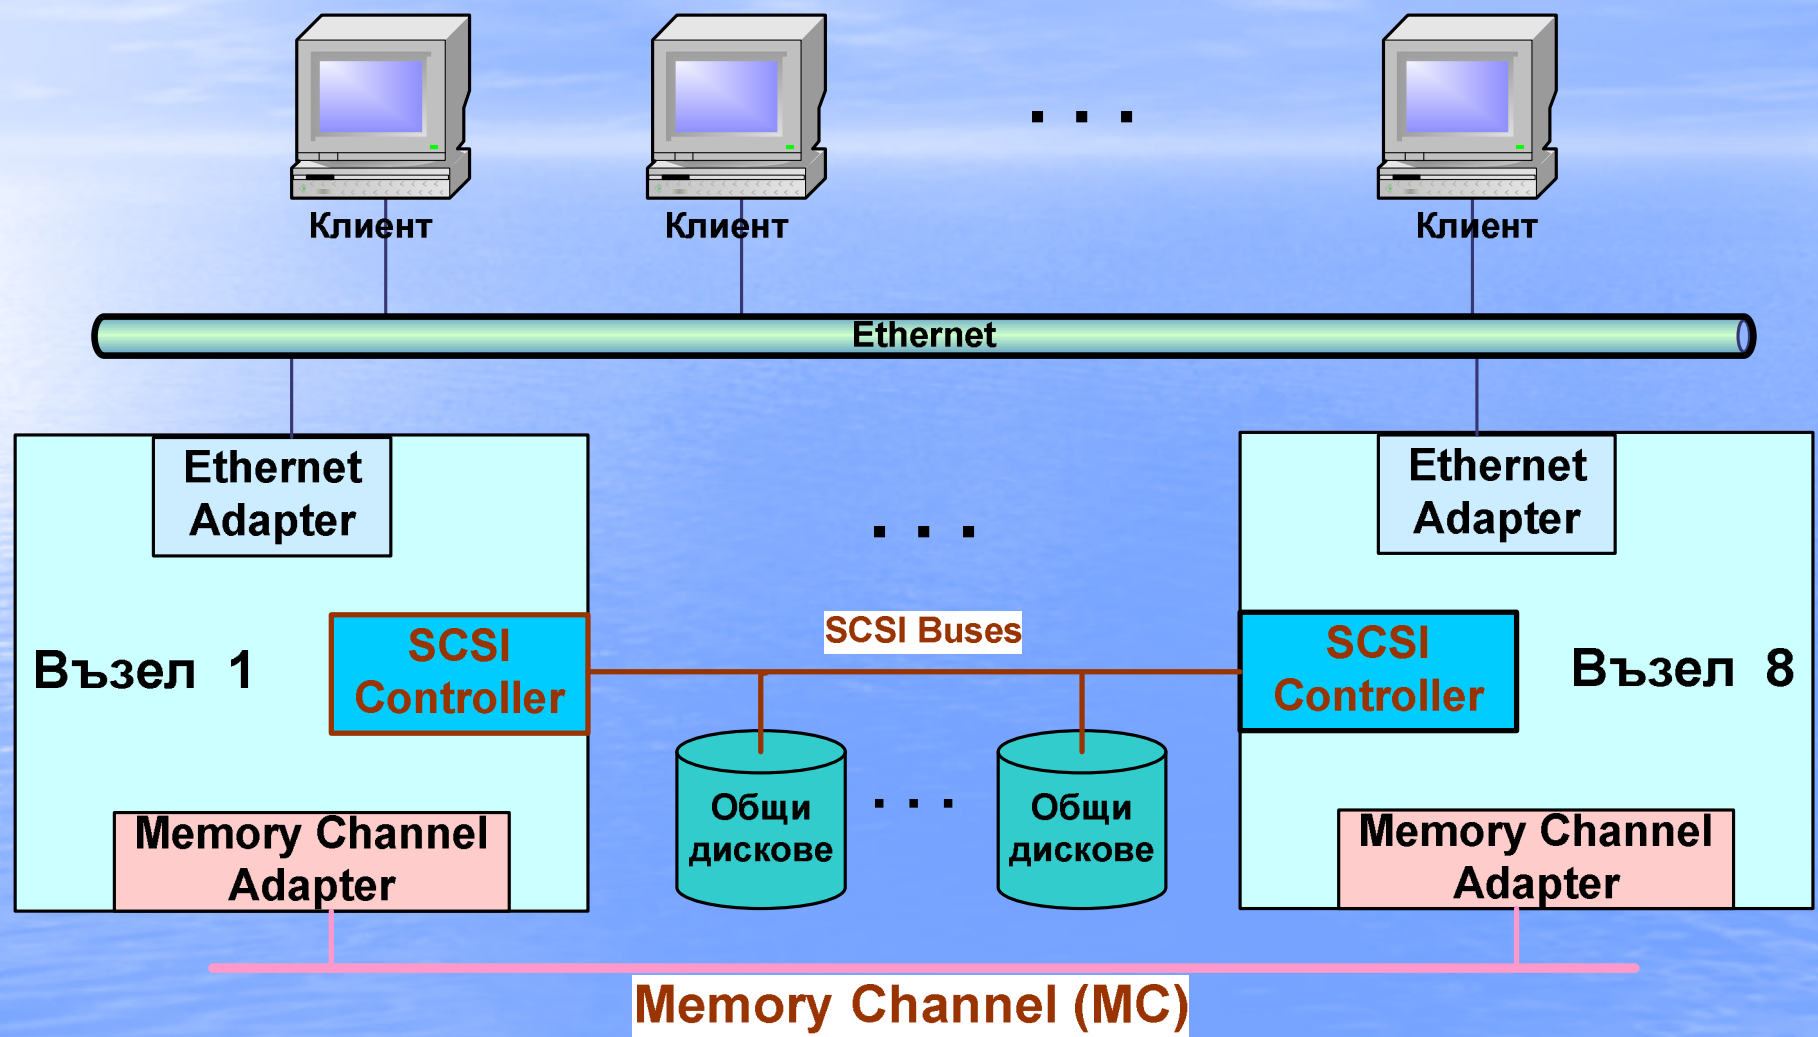 Клиент
Клиент
Клиент
Ethernet
Ethernet
Adapter
Ethernet
Adapter
SCSI Buses
Възел 1
SCSI
Controller
SCSI
Controller
Възел 8
Общи
дискове
Общи
дискове
Memory Channel
Adapter
Memory Channel
Adapter
Memory Channel (MC)